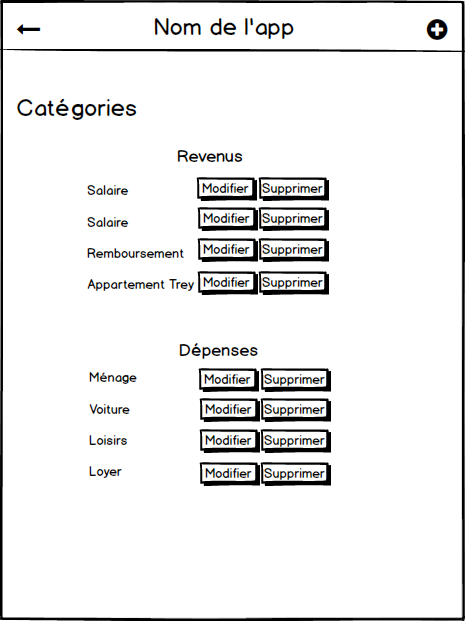 Nom de l'app
Catégories
Revenus
Salaire Modifier Supprimer
Salaire Modifier Supprimer
Remboursement Modifier Supprimer
Appartement Trey Modifier Supprimer
Dépenses
Ménage Modifier Supprimer
Voiture Modifier Supprimer
Loisirs Modifier Supprimer
Loyer Modifier Supprimer